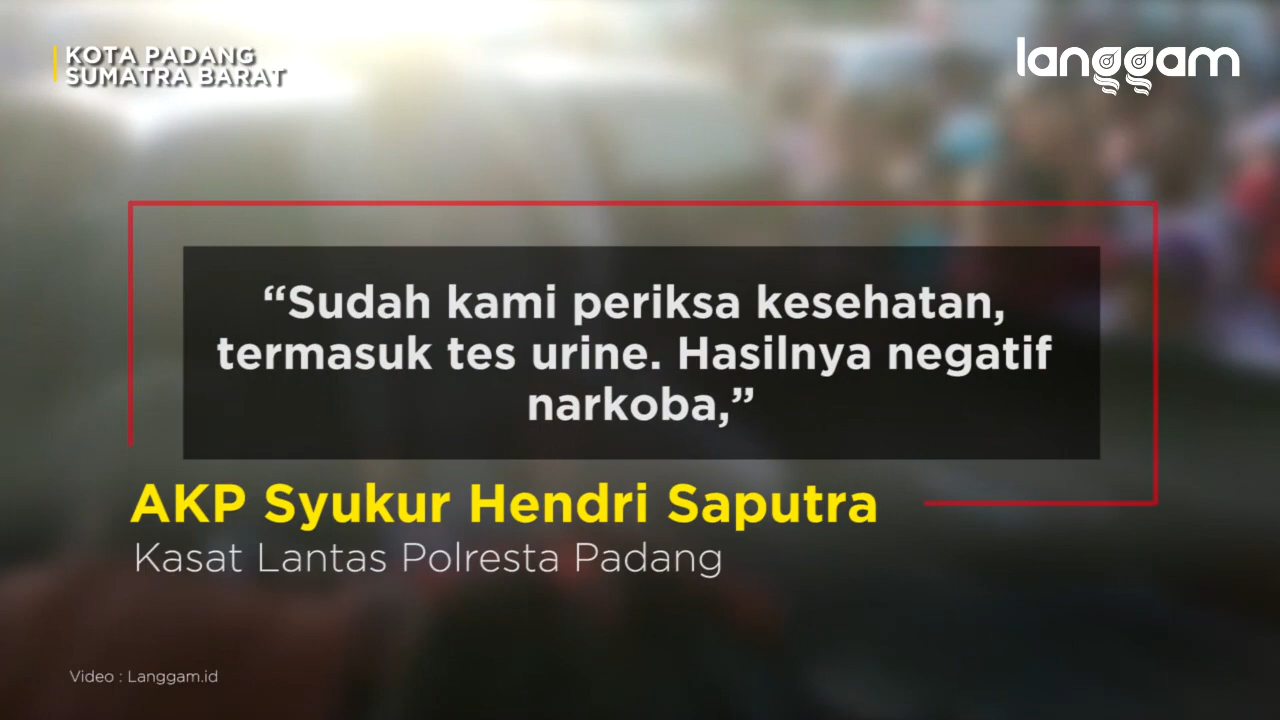 KOTA PADANG
SUMATRA BARAT
langgam
“Sudah kami periksa kesehatan,
termasuk tes urine. Hasilnya negatif
narkoba,”
AKP Syukur Hendri Saputra
Kasat Lantas Polresta Padang
Video : Langgam.id